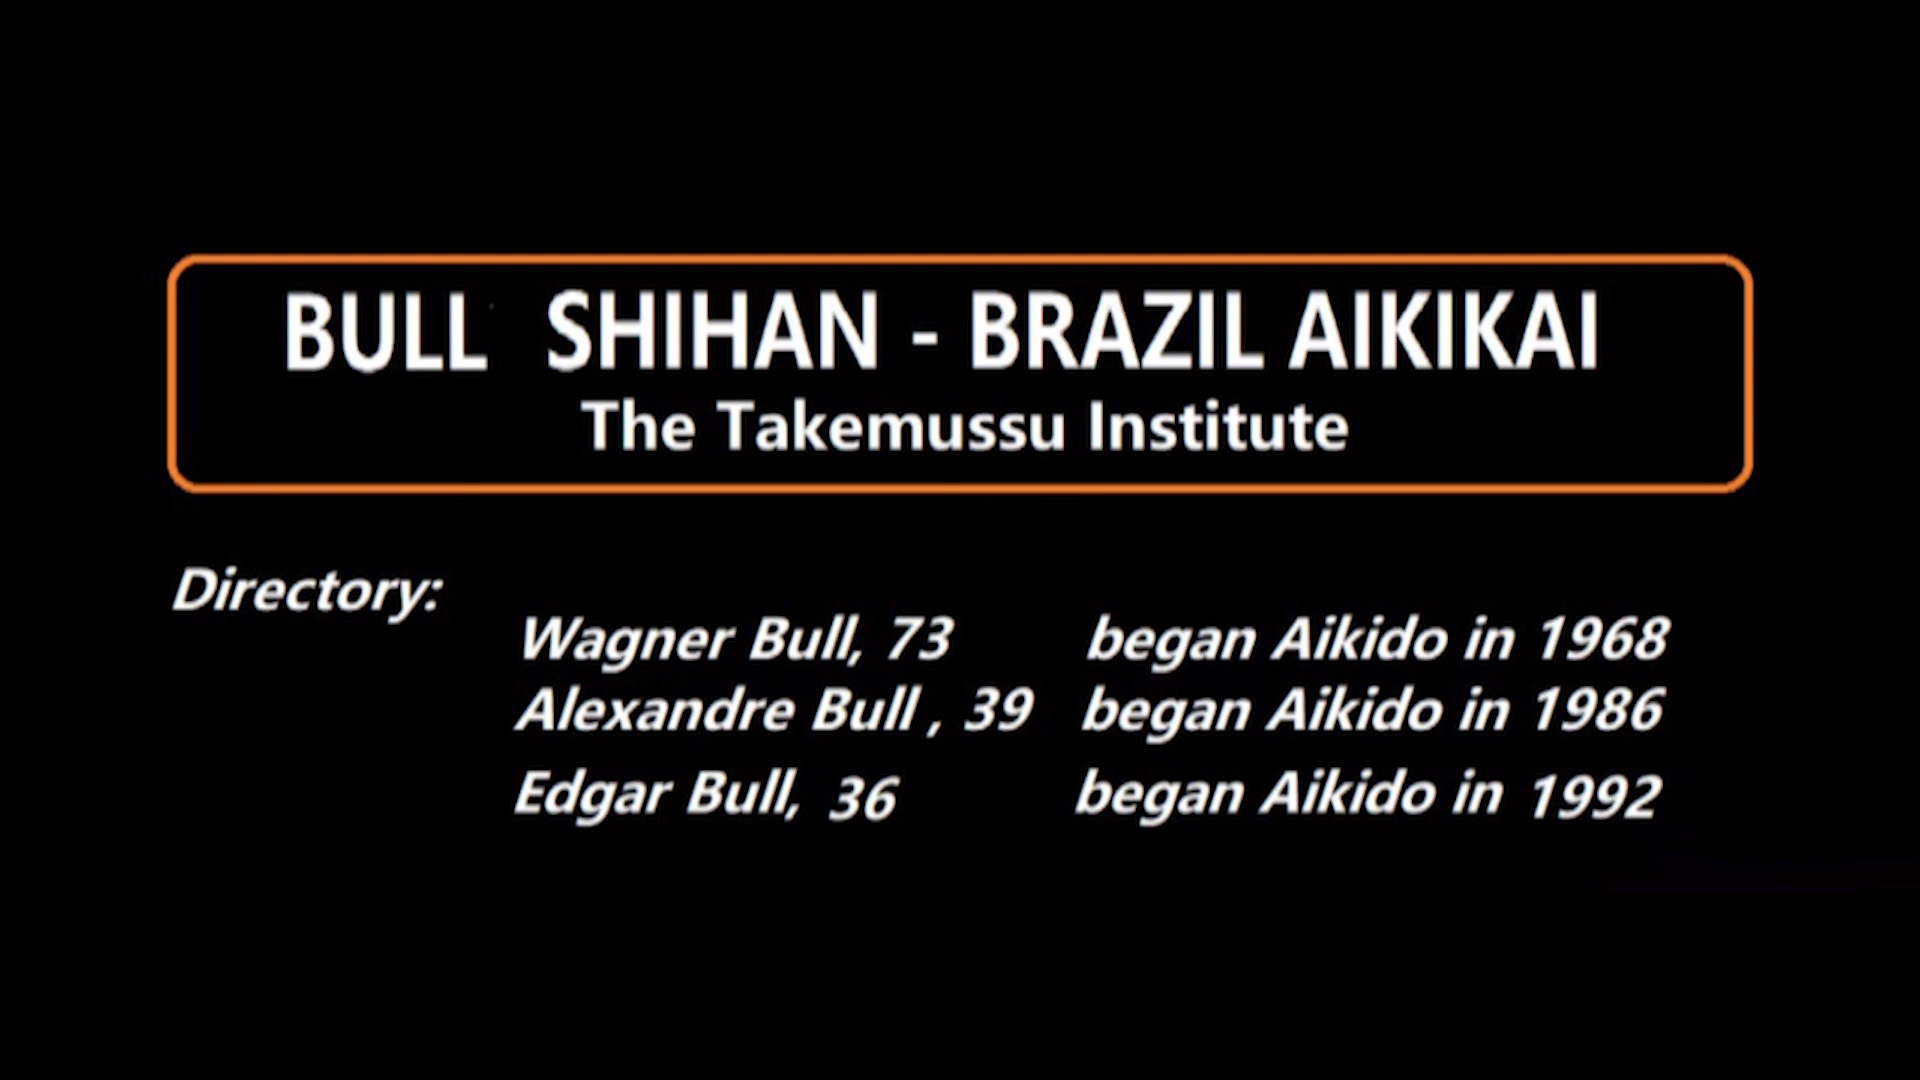 BULL SHIHAN - BRAZIL AIKIKAI
The Takemussu Institute
Directory:
Wagner Bull, 73 began Aikido in 1968
Alexandre Bull , 39 began Aikido in 1986
Edgar Bull, 36 began Aikido in 1992